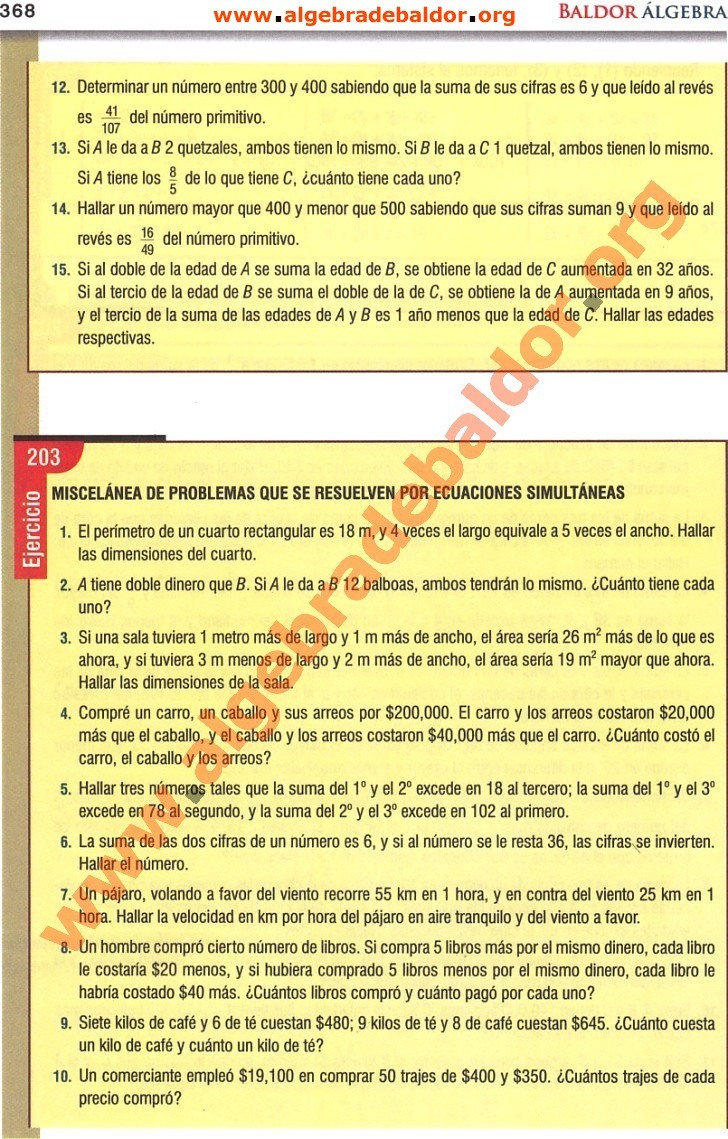 368
www.algebradebaldor.org
BALDOR ÁLGEBRA
12. Determinar un número entre 300 y 400 sabiendo que la suma de sus cifras es 6 y que leído al revés
es 41/107 del número primitivo.
13. Si A le da a B 2 quetzales, ambos tienen lo mismo. Si B le da a C 1 quetzal, ambos tienen lo mismo.
Si A tiene los 8/5 de lo que tiene C, ¿cuánto tiene cada uno?
14. Hallar un número mayor que 400 y menor que 500 sabiendo que sus cifras suman 9 y que leído al
revés es 16/49 del número primitivo.
15. Si al doble de la edad de A se suma la edad de B, se obtiene la edad de C aumentada en 32 años.
Si al tercio de la edad de B se suma el doble de la de C, se obtiene la de A aumentada en 9 años,
y el tercio de la suma de las edades de A y B es 1 año menos que la edad de C. Hallar las edades
respectivas.
203
Ejercicio
MISCELÁNEA DE PROBLEMAS QUE SE RESUELVEN POR ECUACIONES SIMULTÁNEAS
1. El perímetro de un cuarto rectangular es 18 m, y 4 veces el largo equivale a 5 veces el ancho. Hallar
las dimensiones del cuarto.
2. A tiene doble dinero que B. Si A le da a B 12 balboas, ambos tendrán lo mismo. ¿Cuánto tiene cada
uno?
3. Si una sala tuviera 1 metro más de largo y 1 m más de ancho, el área sería 26 m² más de lo que es
ahora, y si tuviera 3 m menos de largo y 2 m más de ancho, el área sería 19 m² mayor que ahora.
Hallar las dimensiones de la sala.
4. Compré un carro, un caballo y sus arreos por $200,000. El carro y los arreos costaron $20,000
más que el caballo, y el caballo y los arreos costaron $40,000 más que el carro. ¿Cuánto costó el
carro, el caballo y los arreos?
5. Hallar tres números tales que la suma del 1º y el 2º excede en 18 al tercero; la suma del 1º y el 3º
excede en 78 al segundo, y la suma del 2º y el 3º excede en 102 al primero.
6. La suma de las dos cifras de un número es 6, y si al número se le resta 36, las cifras se invierten.
Hallar el número.
7. Un pájaro, volando a favor del viento recorre 55 km en 1 hora, y en contra del viento 25 km en 1
hora. Hallar la velocidad en km por hora del pájaro en aire tranquilo y del viento a favor.
8. Un hombre compró cierto número de libros. Si compra 5 libros más por el mismo dinero, cada libro
le costaría $20 menos, y si hubiera comprado 5 libros menos por el mismo dinero, cada libro le
habría costado $40 más. ¿Cuántos libros compró y cuánto pagó por cada uno?
9. Siete kilos de café y 6 de té cuestan $480; 9 kilos de té y 8 de café cuestan $645. ¿Cuánto cuesta
un kilo de café y cuánto un kilo de té?
10. Un comerciante empleó $19,100 en comprar 50 trajes de $400 y $350. ¿Cuántos trajes de cada
precio compró?
www.algebradebaldor.org